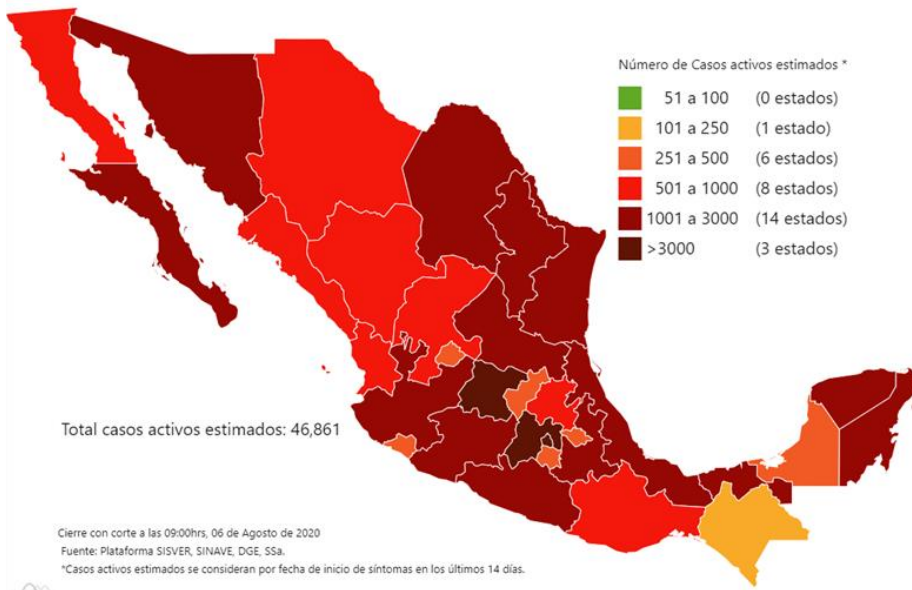 Número de Casos activos estimados *
51 a 100 (0 estados)
101 a 250 (1 estado)
251 a 500 (6 estados)
501 a 1000 (8 estados)
1001 a 3000 (14 estados)
>3000 (3 estados)
Total casos activos estimados: 46,861
Cierre con corte a las 09:00hrs, 06 de Agosto de 2020
Fuente: Plataforma SISVER, SINAVE, DGE, SSa.
*Casos activos estimados se consideran por fecha de inicio de síntomas en los últimos 14 días.